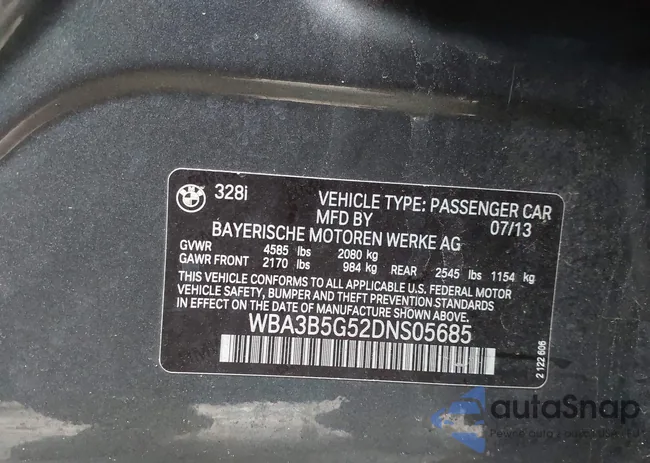 328i VEHICLE TYPE: PASSENGER CAR
MFD BY 07/13
BAYERISCHE MOTOREN WERKE AG
GVWR 4585 lbs 2080 kg
GAWR FRONT 2170 lbs 984 kg REAR 2545 lbs 1154 kg
THIS VEHICLE CONFORMS TO ALL APPLICABLE U.S. FEDERAL MOTOR
VEHICLE SAFETY, BUMPER AND THEFT PREVENTION STANDARDS
IN EFFECT ON THE DATE OF MANUFACTURE SHOWN ABOVE.
WBA3B5G52DNS05685
2 122 606
autoSnap